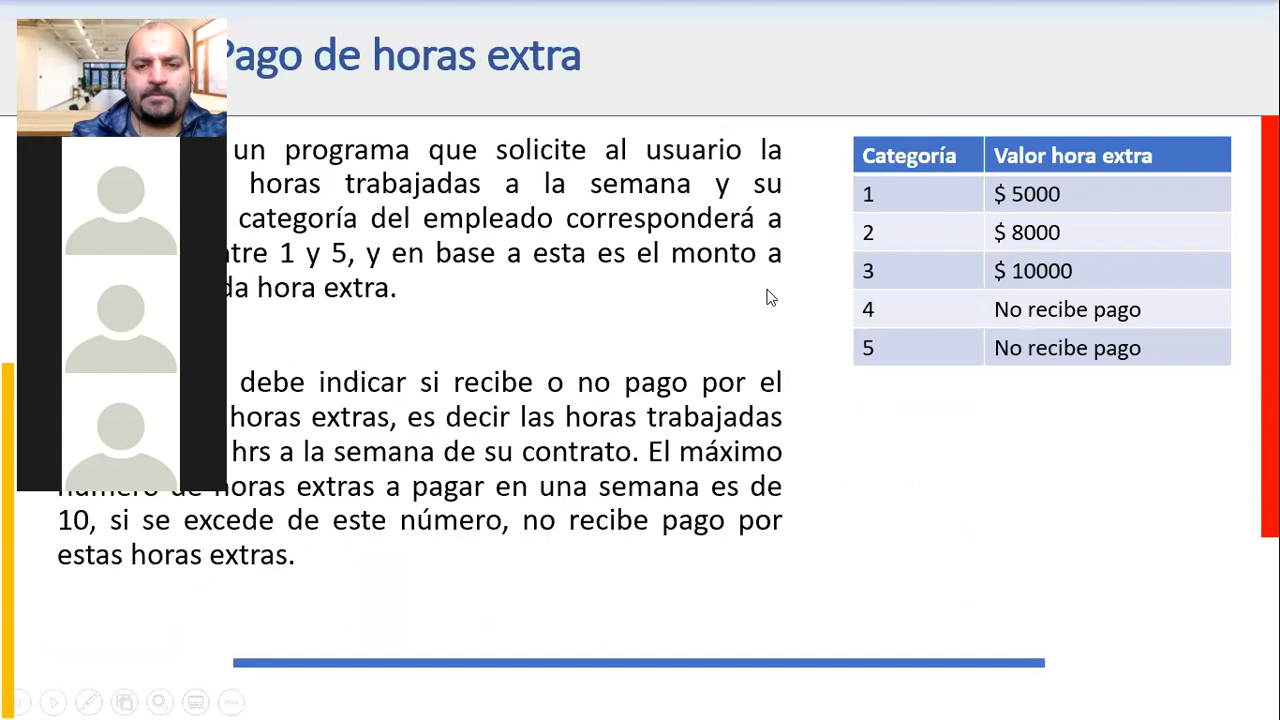 Pago de horas extra
un programa que solicite al usuario la
horas trabajadas a la semana y su
categoría del empleado corresponderá a
1 y 5, y en base a esta es el monto a
hora extra.
debe indicar si recibe o no pago por el
horas extras, es decir las horas trabajadas
hrs a la semana de su contrato. El máximo
número de horas extras a pagar en una semana es de
10, si se excede de este número, no recibe pago por
estas horas extras.
Categoría Valor hora extra
1 $ 5000
2 $ 8000
3 $ 10000
4 No recibe pago
5 No recibe pago